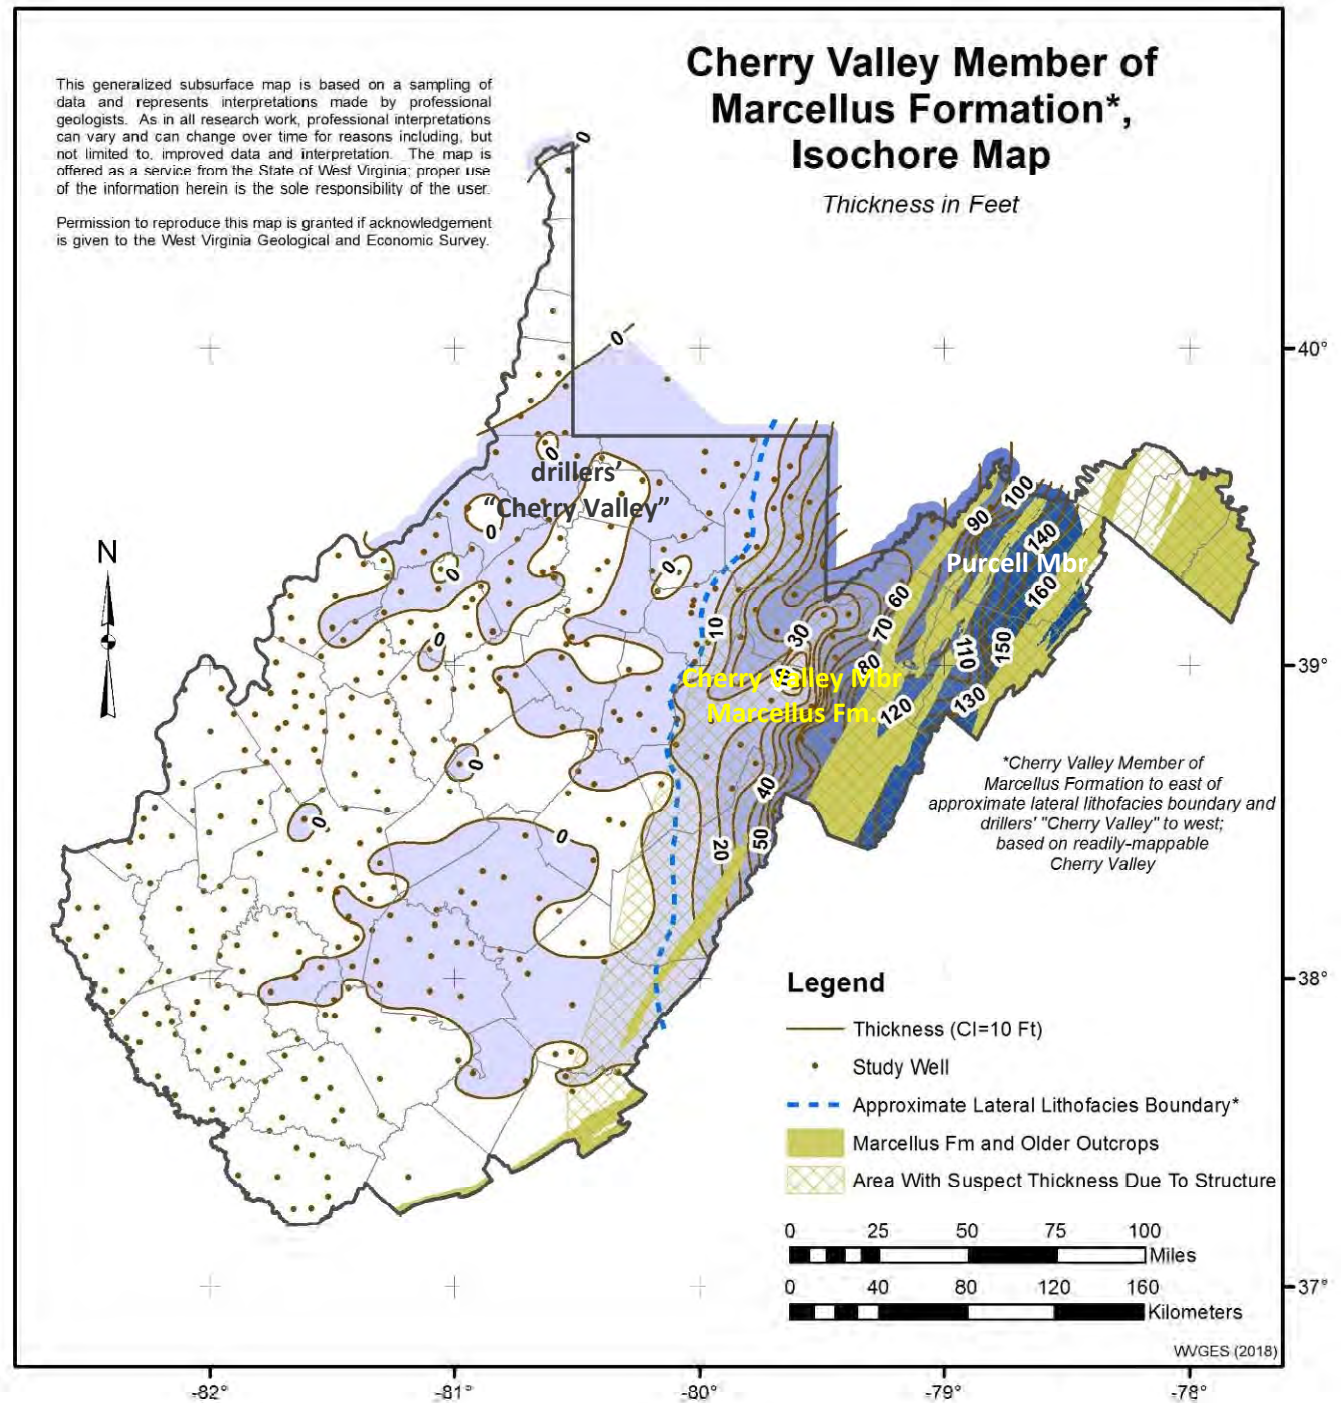 Cherry Valley Member of
Marcellus Formation*,
Isochore Map
Thickness in Feet
This generalized subsurface map is based on a sampling of
data and represents interpretations made by professional
geologists. As in all research work, professional interpretations
can vary and can change over time for reasons including, but
not limited to, improved data and interpretation. The map is
offered as a service from the State of West Virginia; proper use
of the information herein is the sole responsibility of the user.
Permission to reproduce this map is granted if acknowledgement
is given to the West Virginia Geological and Economic Survey.
0
0
40°
drillers'
"Cherry Valley"
0
0
0
0
0
N
100
90
140
Purcell Mbr
160
60
70
10
30
80
110
150
39°
Cherry Valley Mbr
Marcellus Fm.
120
130
0
0
0
40
50
20
*Cherry Valley Member of
Marcellus Formation to east of
approximate lateral lithofacies boundary and
drillers' "Cherry Valley" to west;
based on readily-mappable
Cherry Valley
38°
Legend
Thickness (CI=10 Ft)
Study Well
Approximate Lateral Lithofacies Boundary*
Marcellus Fm and Older Outcrops
Area With Suspect Thickness Due To Structure
0 25 50 75 100
Miles
0 40 80 120 160
Kilometers
37°
WVGES (2018)
-82° -81° -80° -79° -78°